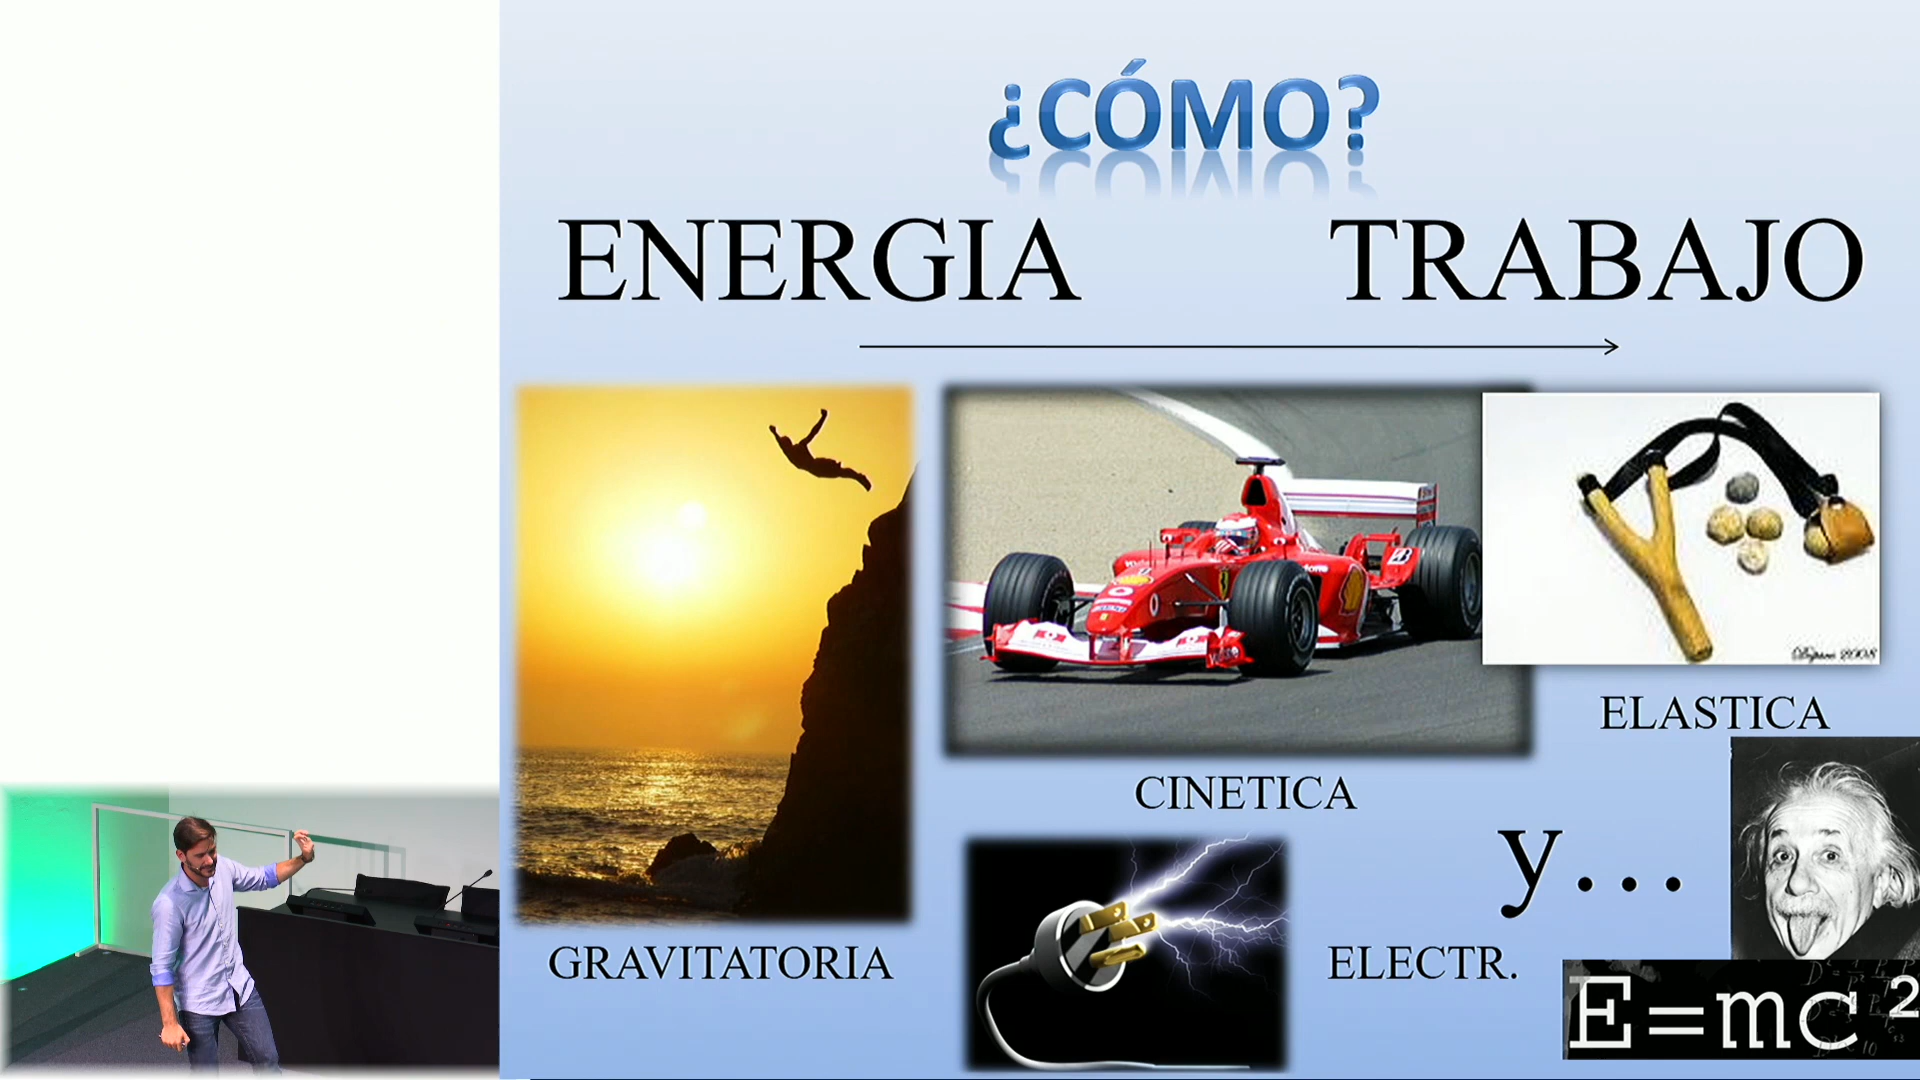 ¿CÓMO?
ENERGIA TRABAJO
GRAVITATORIA
CINETICA
ELASTICA
ELECTR.
y...
E=mc²